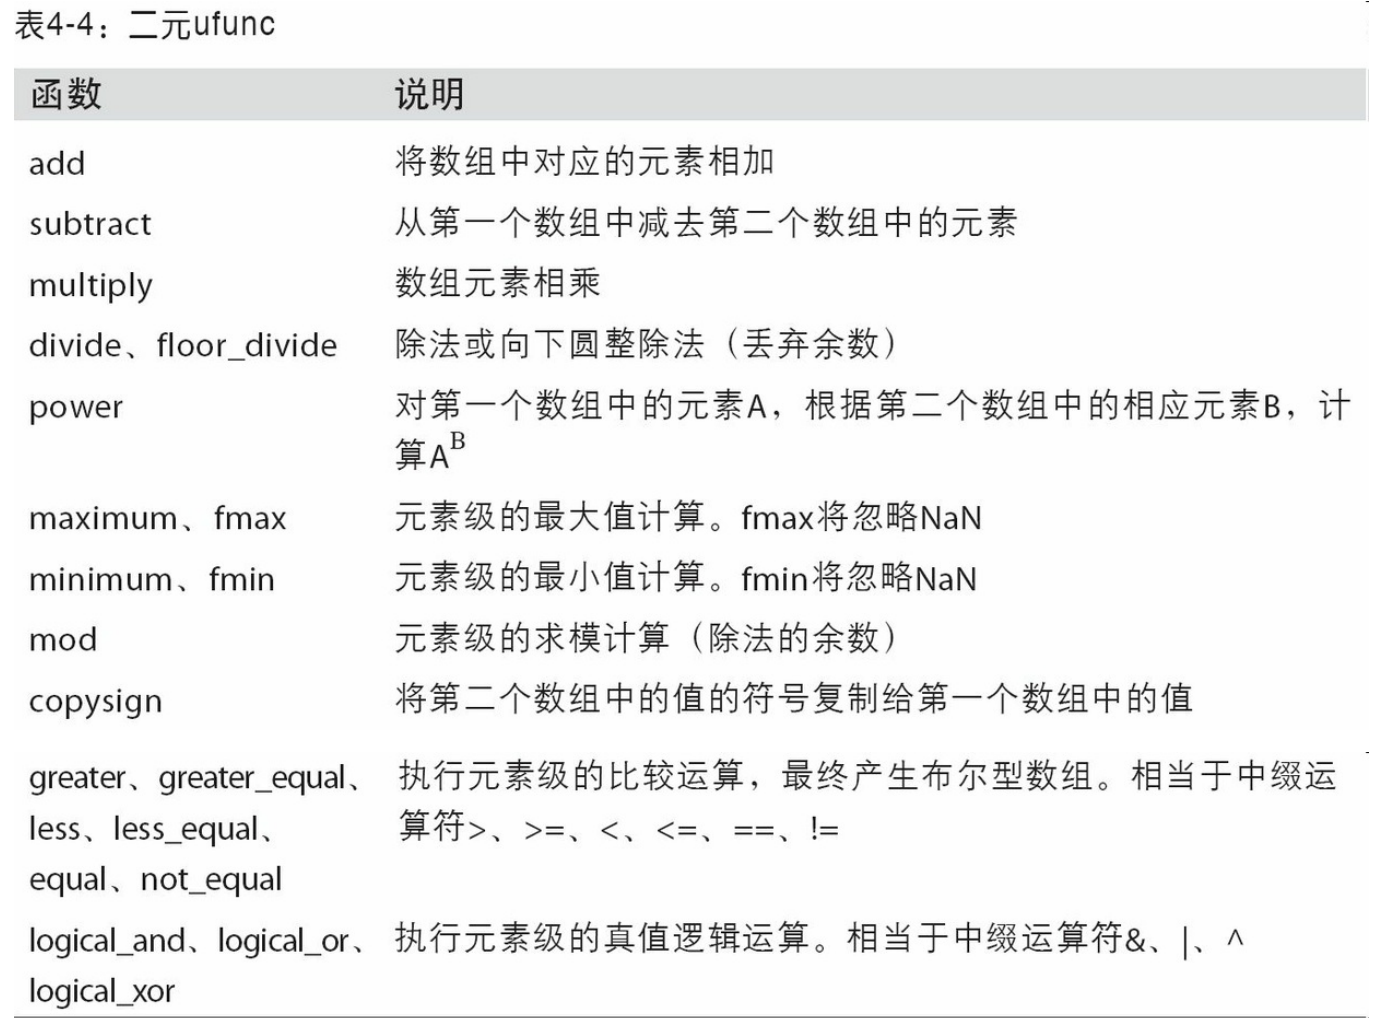 表4-4：二元ufunc
函数 说明
add 将数组中对应的元素相加
subtract 从第一个数组中减去第二个数组中的元素
multiply 数组元素相乘
divide、floor_divide 除法或向下圆整除法（丢弃余数）
power 对第一个数组中的元素A，根据第二个数组中的相应元素B，计
算A^B
maximum、fmax 元素级的最大值计算。fmax将忽略NaN
minimum、fmin 元素级的最小值计算。fmin将忽略NaN
mod 元素级的求模计算（除法的余数）
copysign 将第二个数组中的值的符号复制给第一个数组中的值
greater、greater_equal、 执行元素级的比较运算，最终产生布尔型数组。相当于中缀运
less、less_equal、 算符>、>=、<、<=、==、!=
equal、not_equal
logical_and、logical_or、 执行元素级的真值逻辑运算。相当于中缀运算符&、|、^
logical_xor